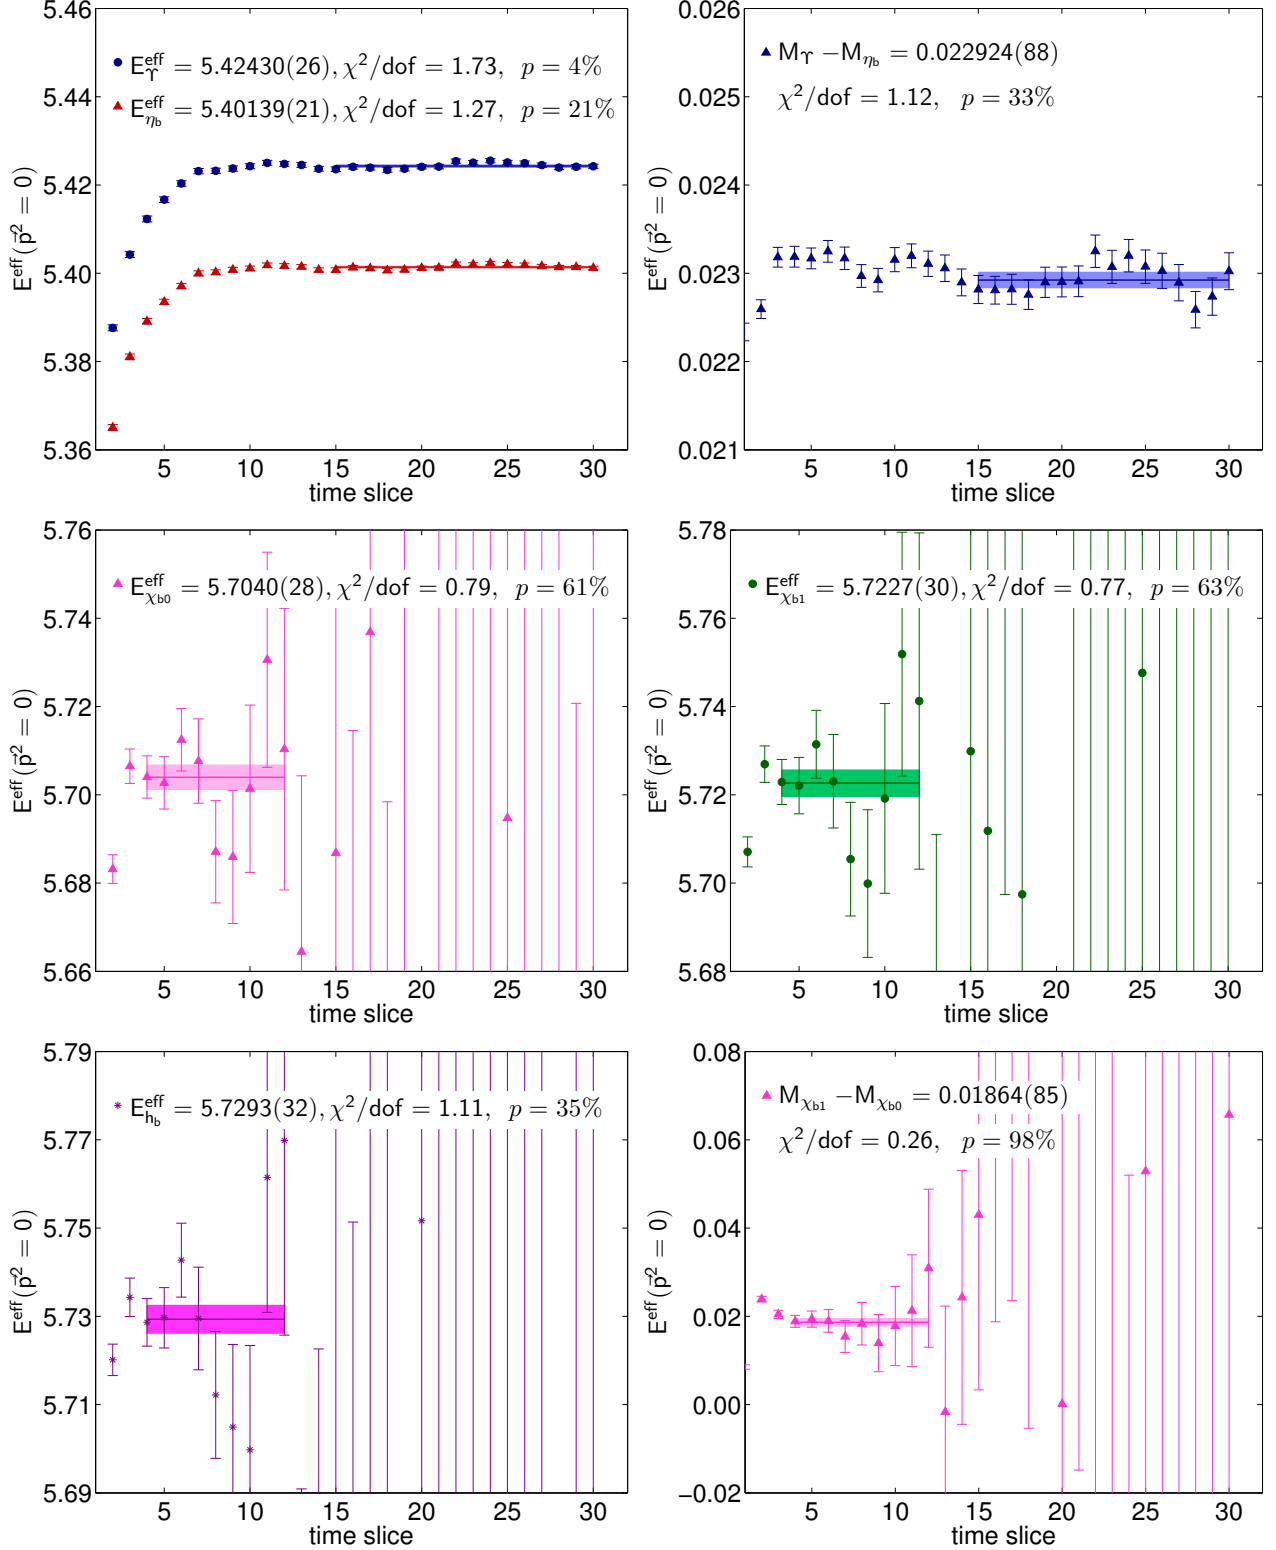 E^eff_Υ = 5.42430(26), χ²/dof = 1.73, p = 4%
E^eff_ηb = 5.40139(21), χ²/dof = 1.27, p = 21%
5.46
5.44
5.42
5.40
5.38
5.36
E^eff (p⃗² = 0)
5 10 15 20 25 30
time slice
M_Υ − M_ηb = 0.022924(88)
χ²/dof = 1.12, p = 33%
0.026
0.025
0.024
0.023
0.022
0.021
E^eff (p⃗² = 0)
5 10 15 20 25 30
time slice
E^eff_χb0 = 5.7040(28), χ²/dof = 0.79, p = 61%
5.76
5.74
5.72
5.70
5.68
5.66
E^eff (p⃗² = 0)
5 10 15 20 25 30
time slice
E^eff_χb1 = 5.7227(30), χ²/dof = 0.77, p = 63%
5.78
5.76
5.74
5.72
5.70
5.68
E^eff (p⃗² = 0)
5 10 15 20 25 30
time slice
E^eff_hb = 5.7293(32), χ²/dof = 1.11, p = 35%
5.79
5.77
5.75
5.73
5.71
5.69
E^eff (p⃗² = 0)
5 10 15 20 25 30
time slice
M_χb1 − M_χb0 = 0.01864(85)
χ²/dof = 0.26, p = 98%
0.08
0.06
0.04
0.02
0.00
−0.02
E^eff (p⃗² = 0)
5 10 15 20 25 30
time slice